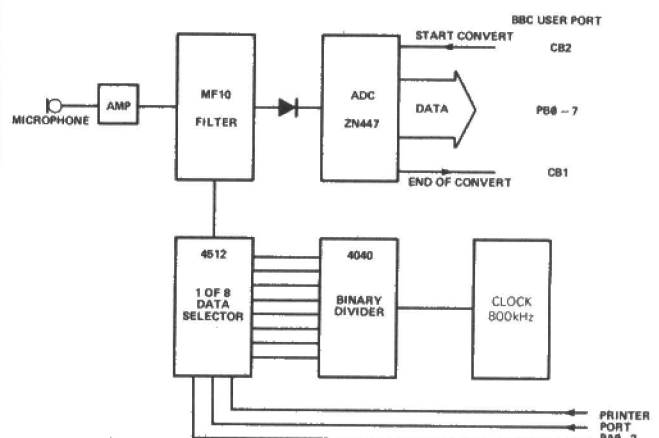 BBC USER PORT
START CONVERT
CB2
MICROPHONE
AMP
MF10
FILTER
ADC
ZN447
DATA
PBØ – 7
END OF CONVERT
CB1
4512
1 OF 8
DATA
SELECTOR
4040
BINARY
DIVIDER
CLOCK
800kHz
PRINTER
PORT